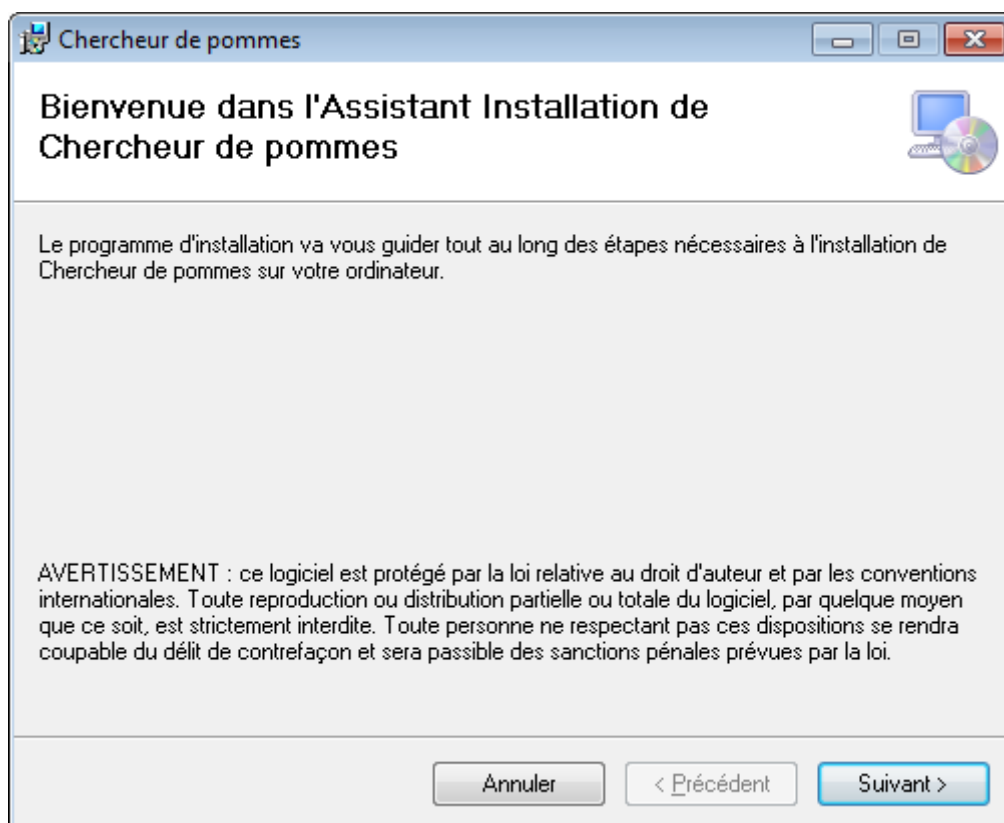 Chercheur de pommes
Bienvenue dans l'Assistant Installation de
Chercheur de pommes
Le programme d'installation va vous guider tout au long des étapes nécessaires à l'installation de
Chercheur de pommes sur votre ordinateur.
AVERTISSEMENT : ce logiciel est protégé par la loi relative au droit d'auteur et par les conventions
internationales. Toute reproduction ou distribution partielle ou totale du logiciel, par quelque moyen
que ce soit, est strictement interdite. Toute personne ne respectant pas ces dispositions se rendra
coupable du délit de contrefaçon et sera passible des sanctions pénales prévues par la loi.
Annuler < Précédent Suivant >